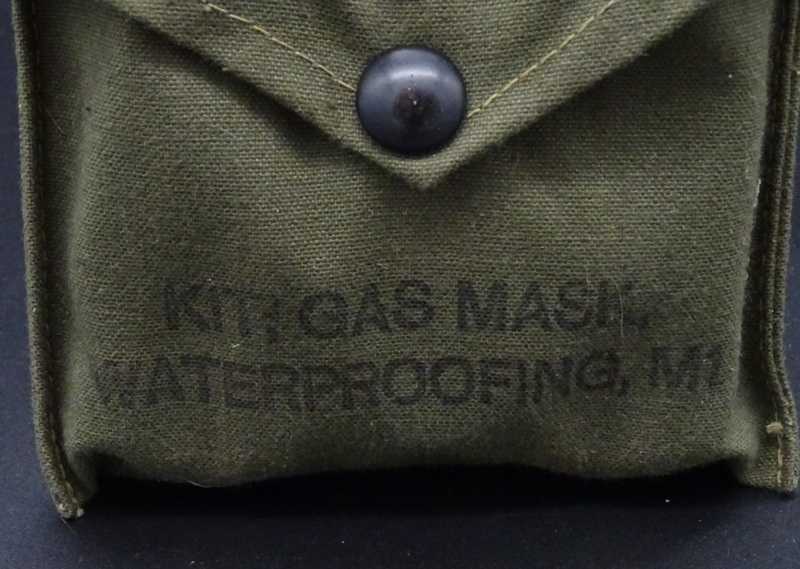 KIT, GAS MASK,
WATERPROOFING, M1